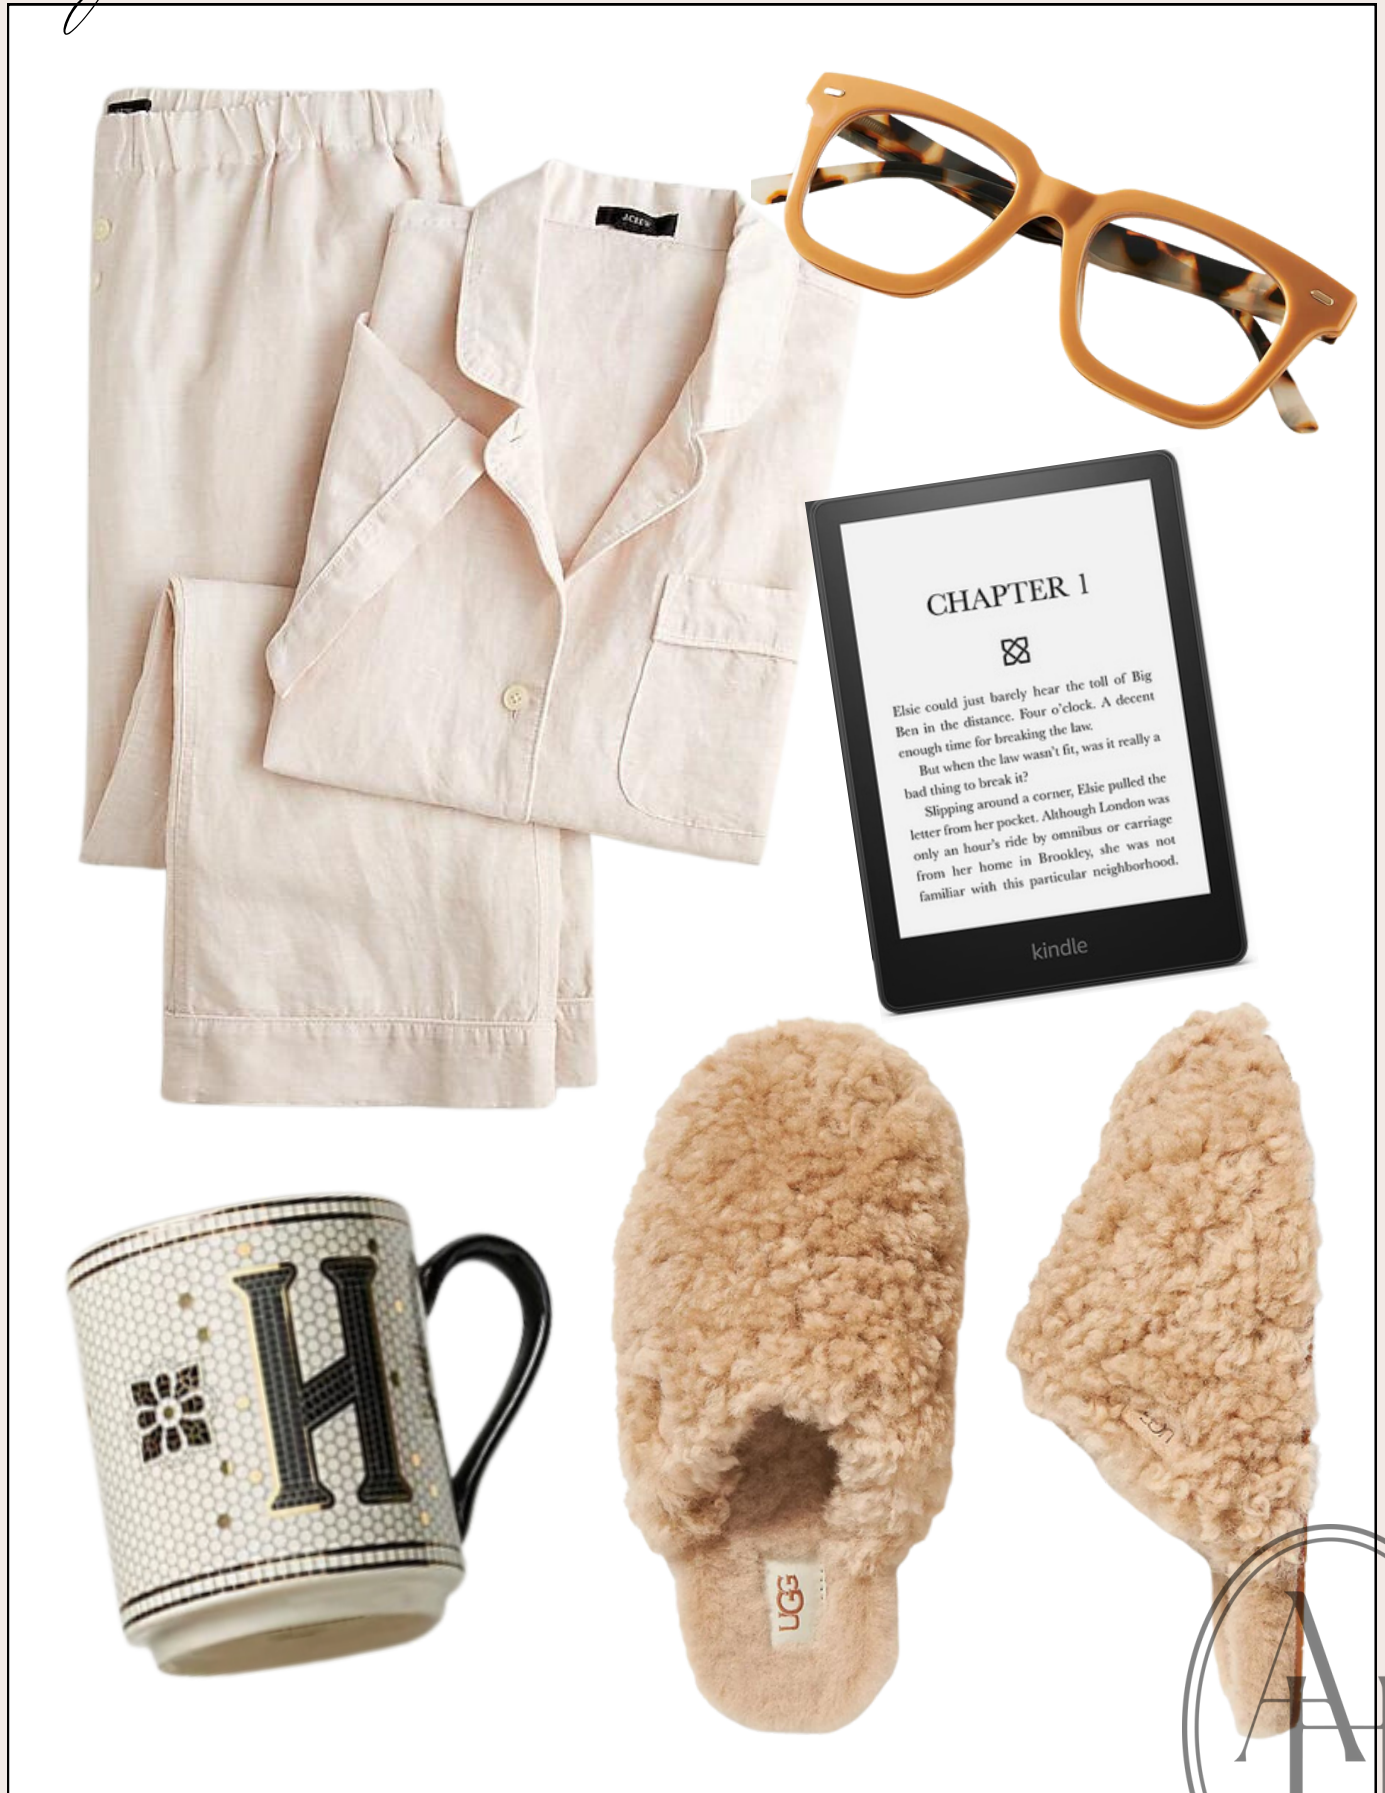 J.CREW
CHAPTER 1
Elsie could just barely hear the toll of Big
Ben in the distance. Four o'clock. A decent
enough time for breaking the law.
But when the law wasn't fit, was it really a
bad thing to break it?
Slipping around a corner, Elsie pulled the
letter from her pocket. Although London was
only an hour's ride by omnibus or carriage
from her home in Brookley, she was not
familiar with this particular neighborhood.
kindle
H
UGG
UGG
AH